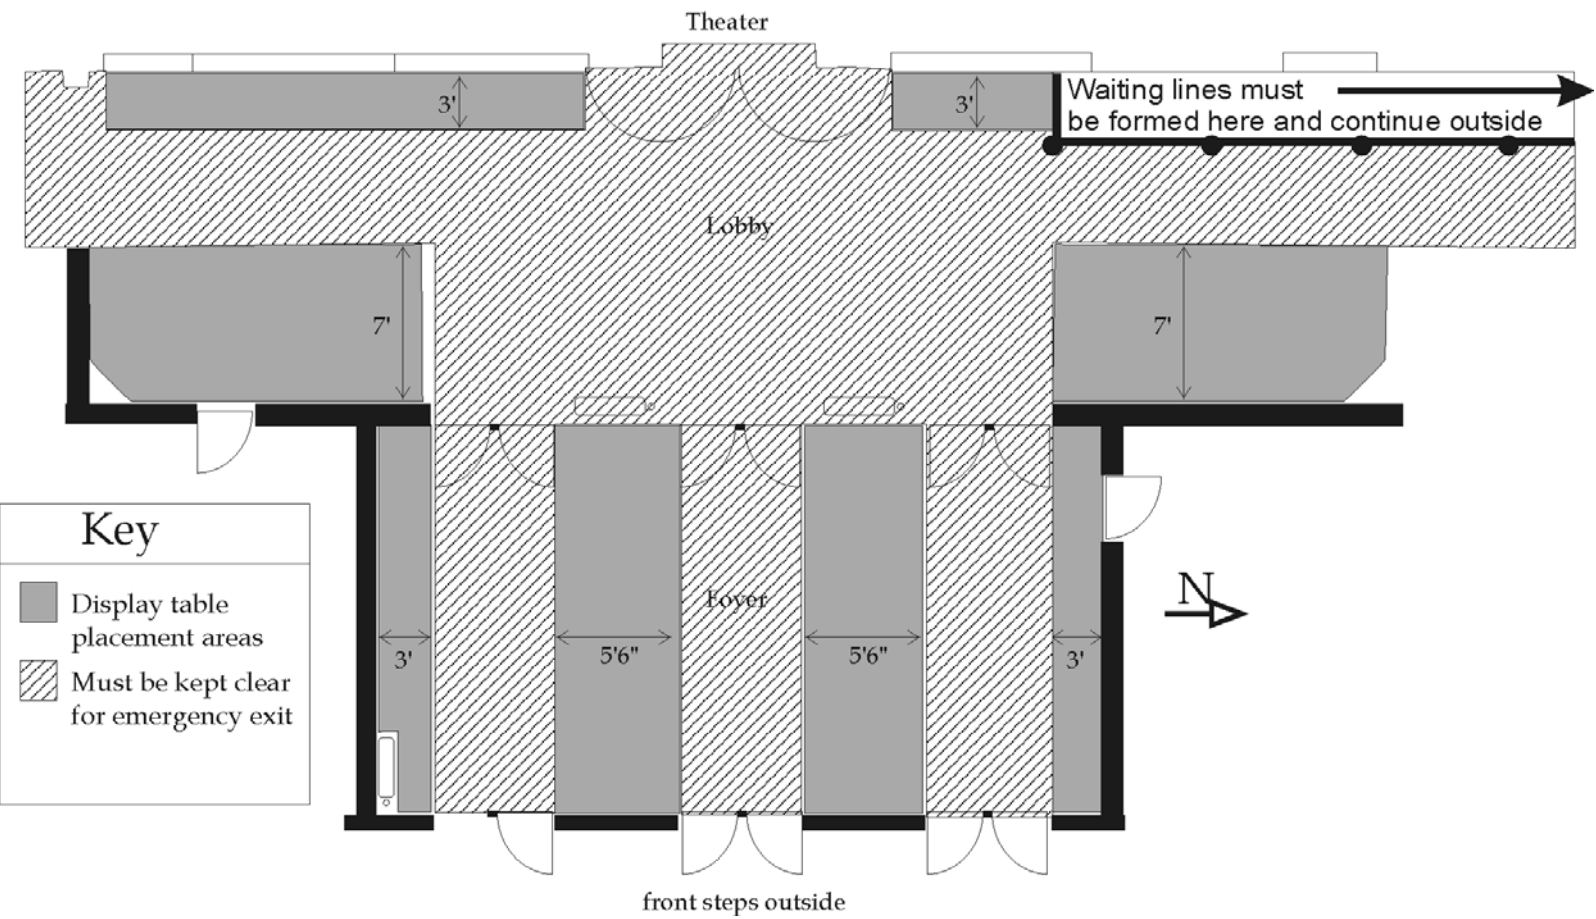 Theater
3'
3'
Waiting lines must
be formed here and continue outside
Lobby
7'
7'
Key
Display table
placement areas
Must be kept clear
for emergency exit
N
Foyer
3'
5'6"
5'6"
3'
front steps outside